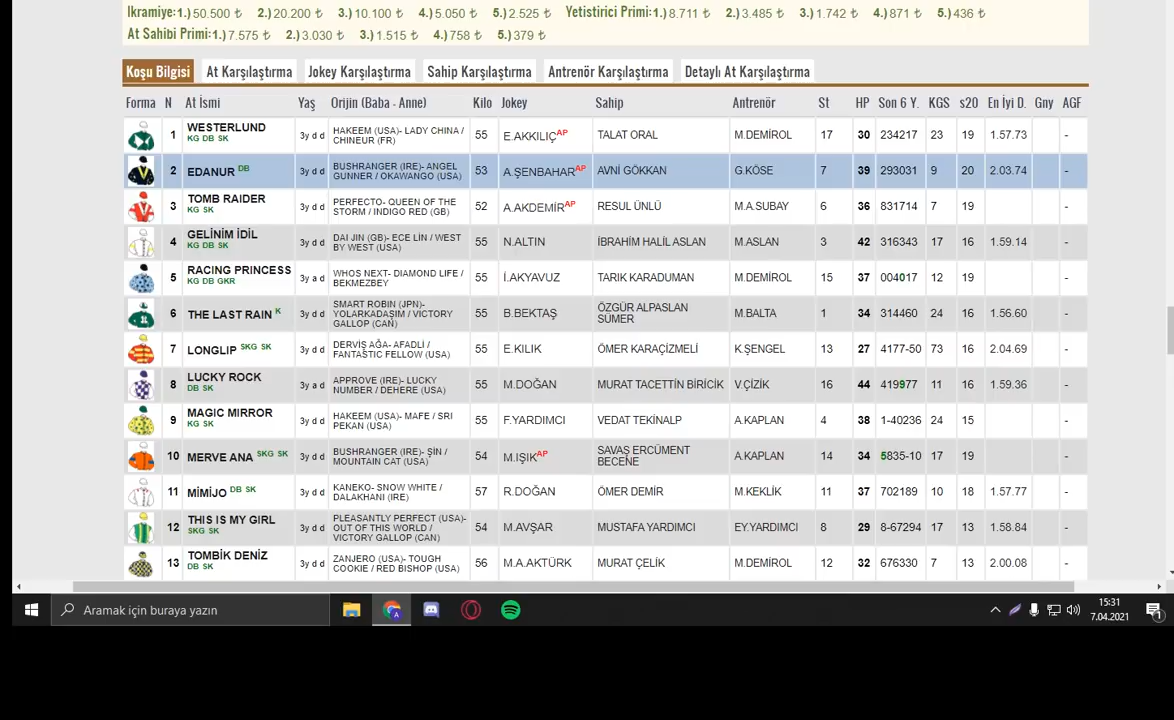 İkramiye:1.) 50.500 ₺ 2.) 20.200 ₺ 3.) 10.100 ₺ 4.) 5.050 ₺ 5.) 2.525 ₺ Yetistirici Primi:1.) 8.711 ₺ 2.) 3.485 ₺ 3.) 1.742 ₺ 4.) 871 ₺ 5.) 436 ₺
At Sahibi Primi:1.) 7.575 ₺ 2.) 3.030 ₺ 3.) 1.515 ₺ 4.) 758 ₺ 5.) 379 ₺
Koşu Bilgisi At Karşılaştırma Jokey Karşılaştırma Sahip Karşılaştırma Antrenör Karşılaştırma Detaylı At Karşılaştırma
Forma N At İsmi Yaş Orijin (Baba - Anne) Kilo Jokey Sahip Antrenör St HP Son 6 Y. KGS s20 En İyi D. Gny AGF
1 WESTERLUND KG DB SK 3y d d HAKEEM (USA)- LADY CHINA / CHINEUR (FR) 55 E.AKKILIÇ AP TALAT ORAL M.DEMİROL 17 30 234217 23 19 1.57.73 -
2 EDANUR DB 3y d d BUSHRANGER (IRE)- ANGEL GUNNER / OKAWANGO (USA) 53 A.ŞENBAHAR AP AVNİ GÖKKAN G.KÖSE 7 39 293031 9 20 2.03.74 -
3 TOMB RAIDER KG SK 3y d d PERFECTO- QUEEN OF THE STORM / INDIGO RED (GB) 52 A.AKDEMİR AP RESUL ÜNLÜ M.A.SUBAY 6 36 831714 7 19 -
4 GELİNİM İDİL KG DB SK 3y d d DAI JIN (GB)- ECE LİN / WEST BY WEST (USA) 55 N.ALTIN İBRAHİM HALİL ASLAN M.ASLAN 3 42 316343 17 16 1.59.14 -
5 RACING PRINCESS KG DB GKR 3y a d WHOS NEXT- DIAMOND LIFE / BEKMEZBEY 55 İ.AKYAVUZ TARIK KARADUMAN M.DEMİROL 15 37 004017 12 19 -
6 THE LAST RAIN K 3y d d SMART ROBIN (JPN)- YOLARKADAŞIM / VICTORY GALLOP (CAN) 55 B.BEKTAŞ ÖZGÜR ALPASLAN SÜMER M.BALTA 1 34 314460 24 16 1.56.60 -
7 LONGLIP SKG SK 3y d d DERVİŞ AĞA- AFADLİ / FANTASTIC FELLOW (USA) 55 E.KILIK ÖMER KARAÇİZMELİ K.ŞENGEL 13 27 4177-50 73 16 2.04.69 -
8 LUCKY ROCK DB SK 3y a d APPROVE (IRE)- LUCKY NUMBER / DEHERE (USA) 55 M.DOĞAN MURAT TACETTİN BİRİCİK V.ÇİZİK 16 44 419977 11 16 1.59.36 -
9 MAGIC MIRROR KG SK 3y d d HAKEEM (USA)- MAFE / SRI PEKAN (USA) 55 F.YARDIMCI VEDAT TEKİNALP A.KAPLAN 4 38 1-40236 24 15 -
10 MERVE ANA SKG SK 3y d d BUSHRANGER (IRE)- ŞİN / MOUNTAIN CAT (USA) 54 M.IŞIK AP SAVAŞ ERCÜMENT BECENE A.KAPLAN 14 34 5835-10 17 19 -
11 MİMİJO DB SK 3y d d KANEKO- SNOW WHITE / DALAKHANI (IRE) 57 R.DOĞAN ÖMER DEMİR M.KEKLİK 11 37 702189 10 18 1.57.77 -
12 THIS IS MY GIRL SKG SK 3y d d PLEASANTLY PERFECT (USA)- OUT OF THIS WORLD / VICTORY GALLOP (CAN) 54 M.AVŞAR MUSTAFA YARDIMCI EY.YARDIMCI 8 29 8-67294 17 13 1.58.84 -
13 TOMBİK DENİZ DB SK 3y d d ZANJERO (USA)- TOUGH COOKIE / RED BISHOP (USA) 56 M.A.AKTÜRK MURAT ÇELİK M.DEMİROL 12 32 676330 7 13 2.00.08 -
Aramak için buraya yazın 15:31
7.04.2021 1